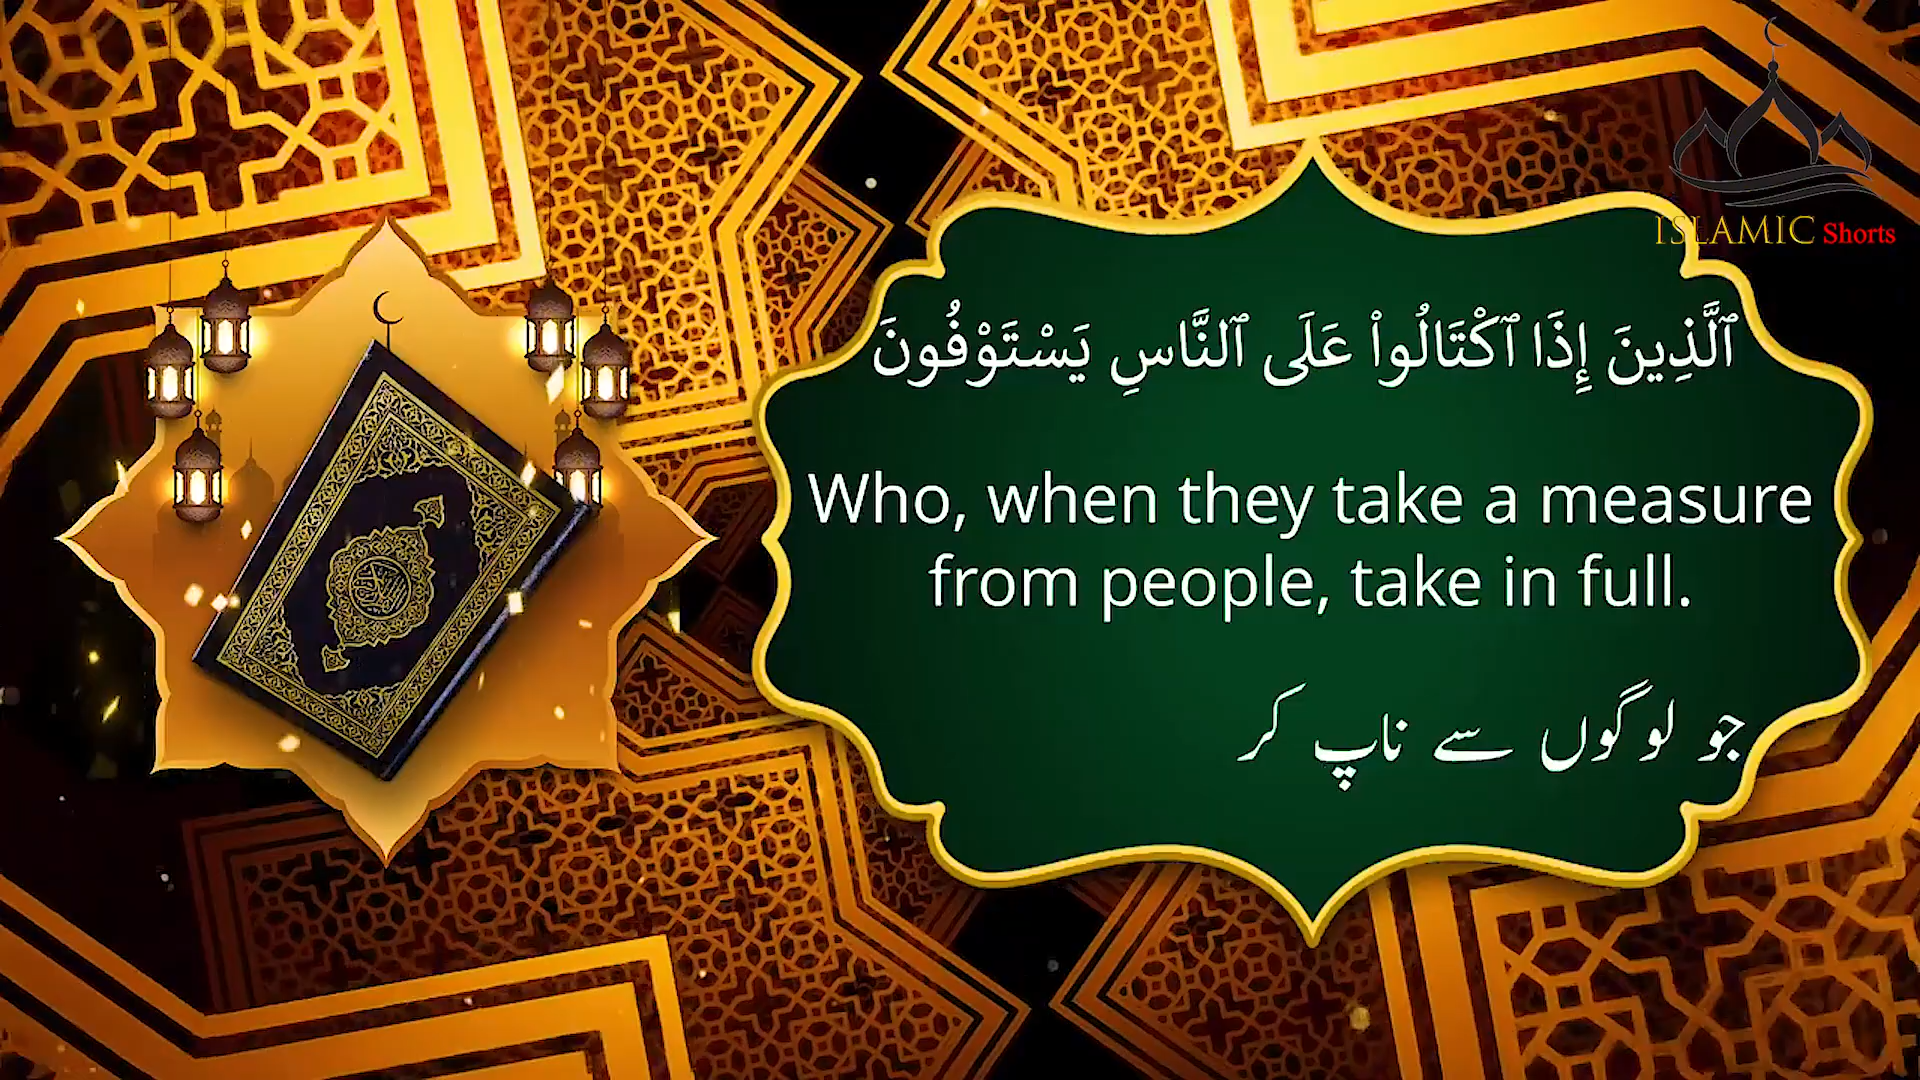 ISLAMIC Shorts
ٱلَّذِينَ إِذَا ٱكْتَالُوا۟ عَلَى ٱلنَّاسِ يَسْتَوْفُونَ
Who, when they take a measure
from people, take in full.
جو لوگوں سے ناپ کر